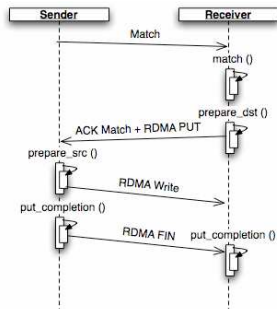 Sender
Receiver
Match
match ()
prepare_dst ()
ACK Match + RDMA PUT
prepare_src ()
RDMA Write
put_completion ()
RDMA FIN
put_completion ()